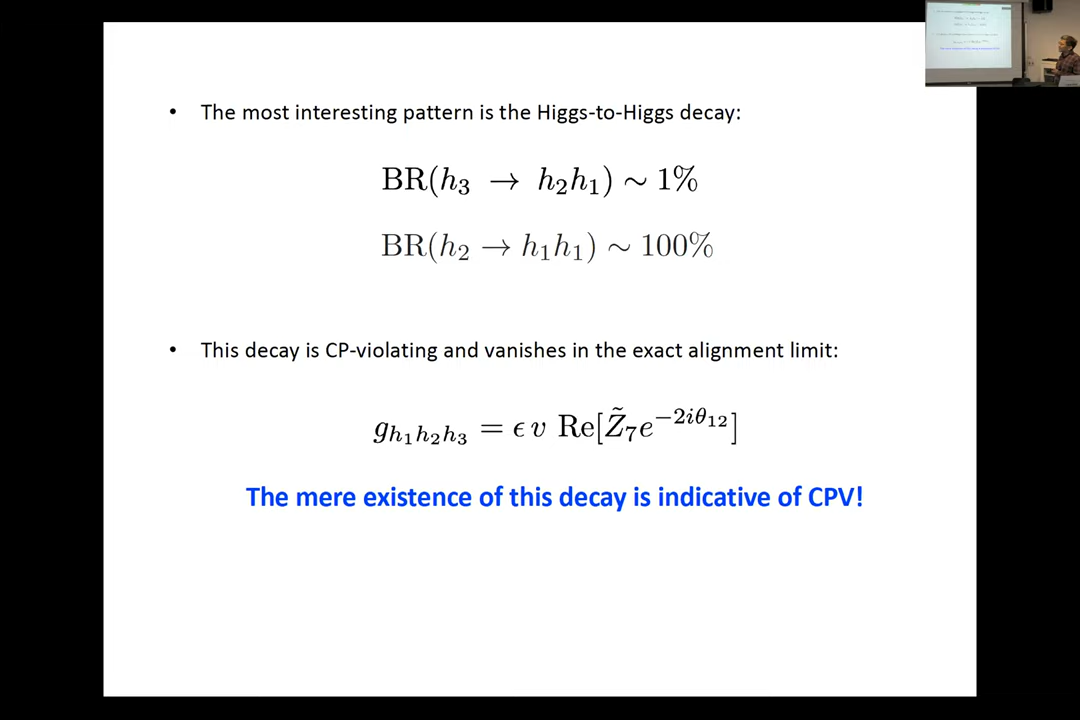 • The most interesting pattern is the Higgs-to-Higgs decay:
BR(h₃ → h₂h₁) ~ 1%
BR(h₂ → h₁h₁) ~ 100%
• This decay is CP-violating and vanishes in the exact alignment limit:
g_{h₁h₂h₃} = ϵ v Re[Z̃₇e^{−2iθ₁₂}]
The mere existence of this decay is indicative of CPV!